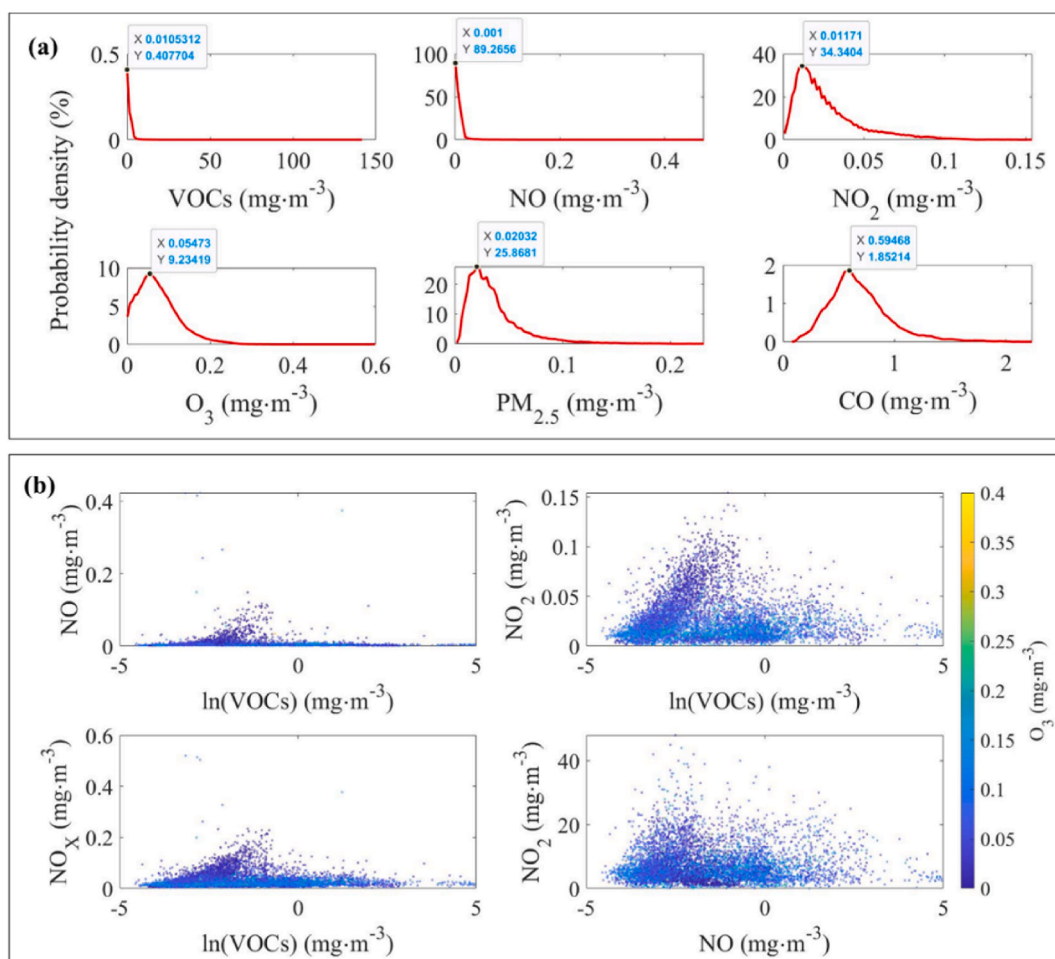 (a)
X 0.0105312
Y 0.407704
X 0.001
Y 89.2656
X 0.01171
Y 34.3404
Probability density (%)
0.5
0
0
50
100
150
VOCs (mg·m⁻³)
100
50
0
0
0.2
0.4
NO (mg·m⁻³)
40
20
0
0
0.05
0.1
0.15
NO₂ (mg·m⁻³)
X 0.05473
Y 9.23419
X 0.02032
Y 25.8681
X 0.59468
Y 1.85214
10
5
0
0
0.2
0.4
0.6
O₃ (mg·m⁻³)
20
10
0
0
0.1
0.2
PM₂.₅ (mg·m⁻³)
2
1
0
0
1
2
CO (mg·m⁻³)
(b)
NO (mg·m⁻³)
0.4
0.2
0
-5
0
5
ln(VOCs) (mg·m⁻³)
NO₂ (mg·m⁻³)
0.15
0.1
0.05
0
-5
0
5
ln(VOCs) (mg·m⁻³)
NOX (mg·m⁻³)
0.6
0.4
0.2
0
-5
0
5
ln(VOCs) (mg·m⁻³)
NO₂ (mg·m⁻³)
40
20
0
-5
0
5
NO (mg·m⁻³)
0.4
0.35
0.3
0.25
0.2
0.15
0.1
0.05
0
O₃ (mg·m⁻³)